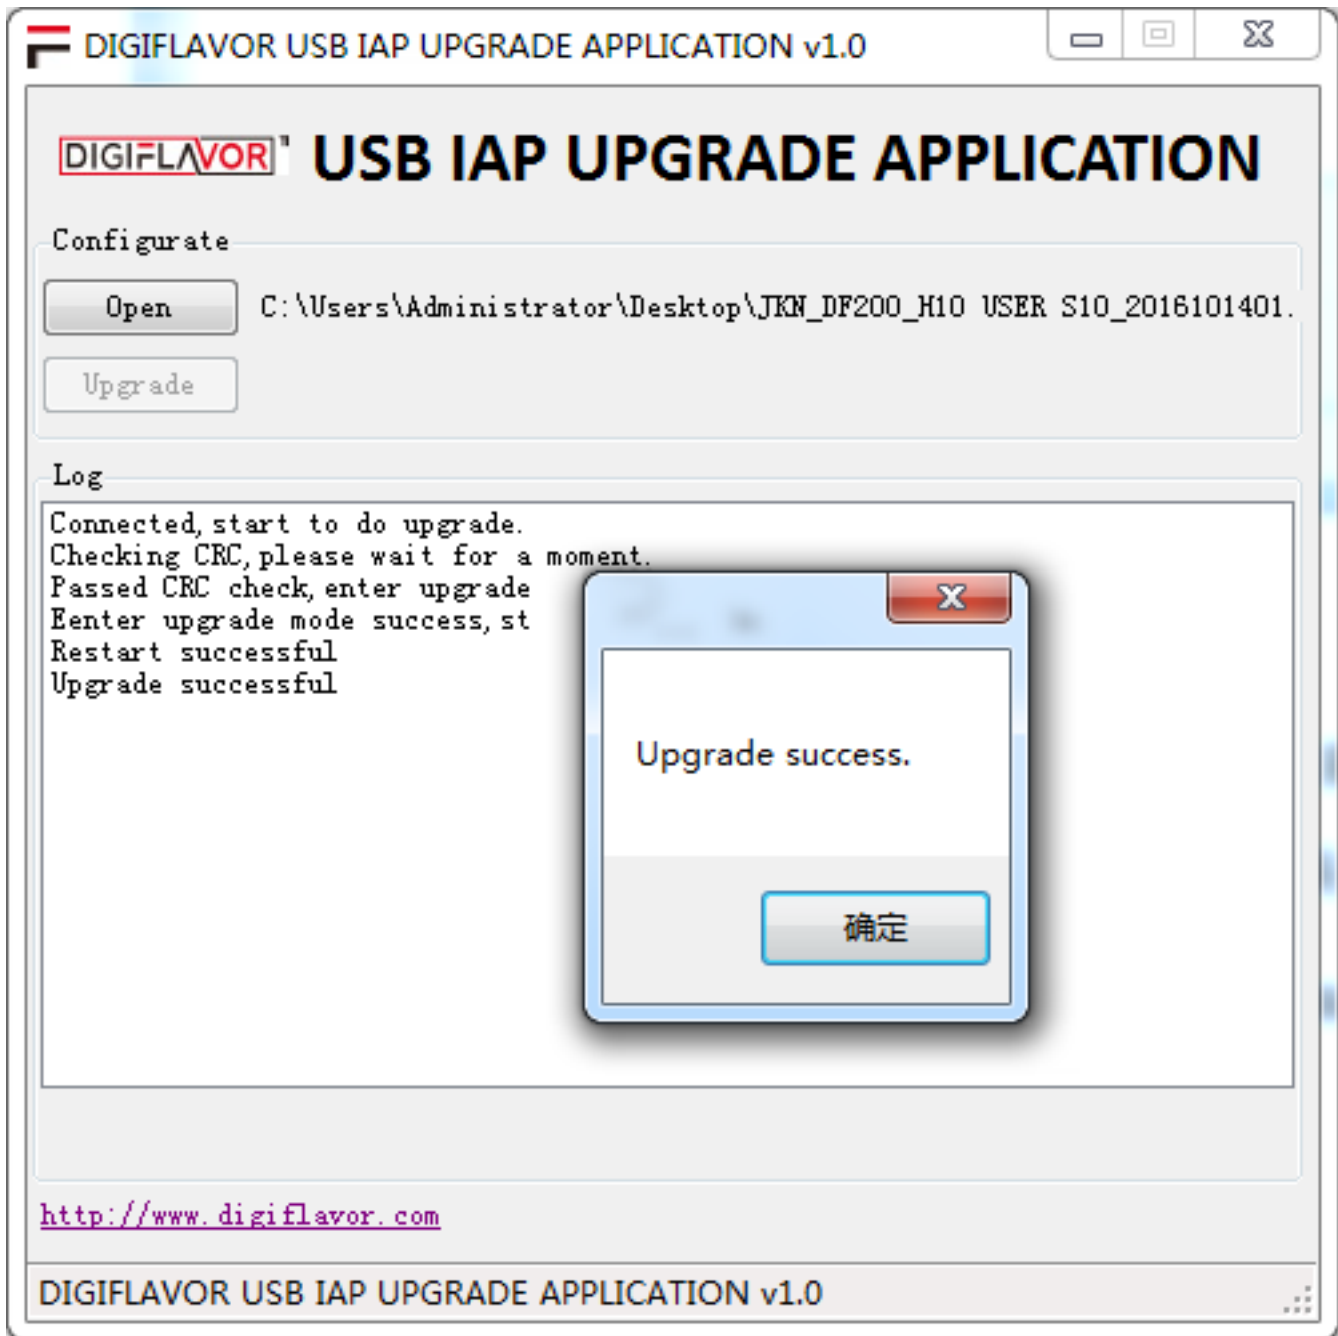 DIGIFLAVOR USB IAP UPGRADE APPLICATION v1.0
DIGIFLAVOR USB IAP UPGRADE APPLICATION
Configurate
Open C:\Users\Administrator\Desktop\JKN_DF200_H10 USER S10_2016101401.
Upgrade
Log
Connected,start to do upgrade.
Checking CRC,please wait for a moment.
Passed CRC check,enter upgrade
Eenter upgrade mode success,st
Restart successful
Upgrade successful
Upgrade success.
确定
http://www.digiflavor.com
DIGIFLAVOR USB IAP UPGRADE APPLICATION v1.0